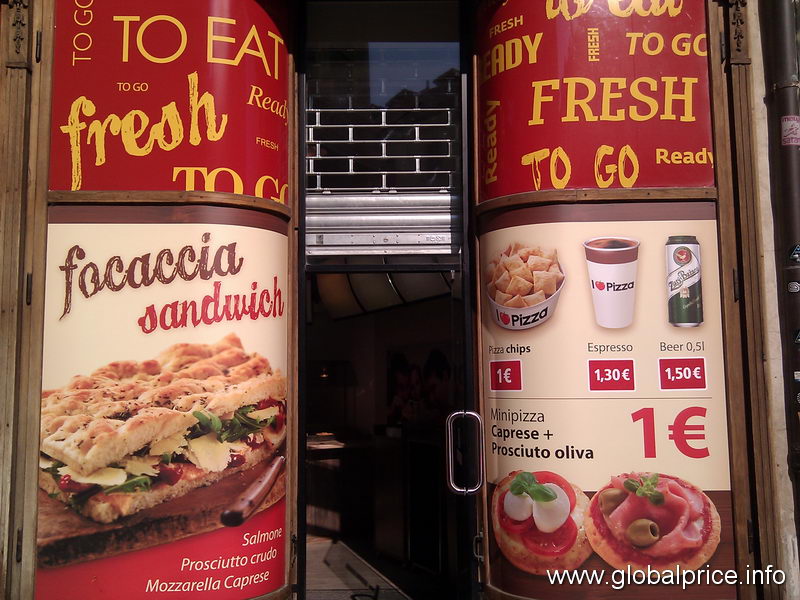 TO GO
TO EAT
TO GO
Ready
fresh
FRESH
TO GO
focaccia
sandwich
Salmone
Prosciutto crudo
Mozzarella Caprese
to eat
FRESH
READY
FRESH
TO GO
FRESH
Ready
TO GO
Ready
I Pizza
I Pizza
Pizza chips
Espresso
Beer 0,5l
1€
1,30€
1,50€
Minipizza
Caprese +
Prosciuto oliva
1€
www.globalprice.info